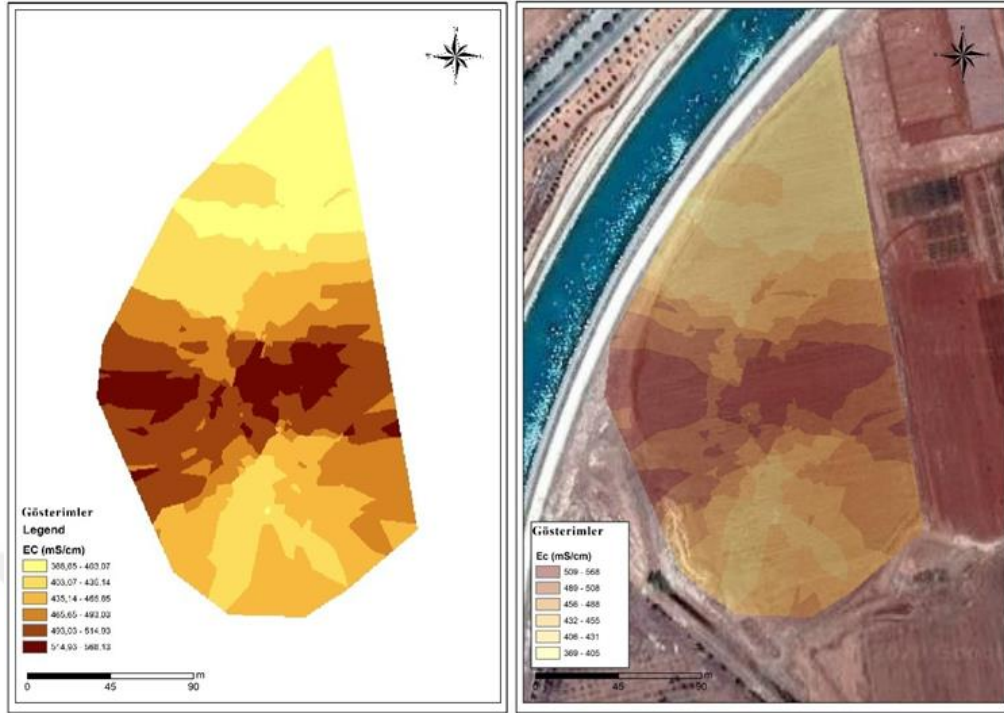 Gösterimler
Legend
EC (mS/cm)
- 403,07
403,07 - 435,14
435,14 - 465,65
465,65 - 493,03
493,03 - 514,93
514,93 - 568,13
0 45 90 m
N
Gösterimler
Ec (mS/cm)
509 - 568
489 - 508
456 - 488
432 - 455
406 - 431
369 - 405
0 45 90 m